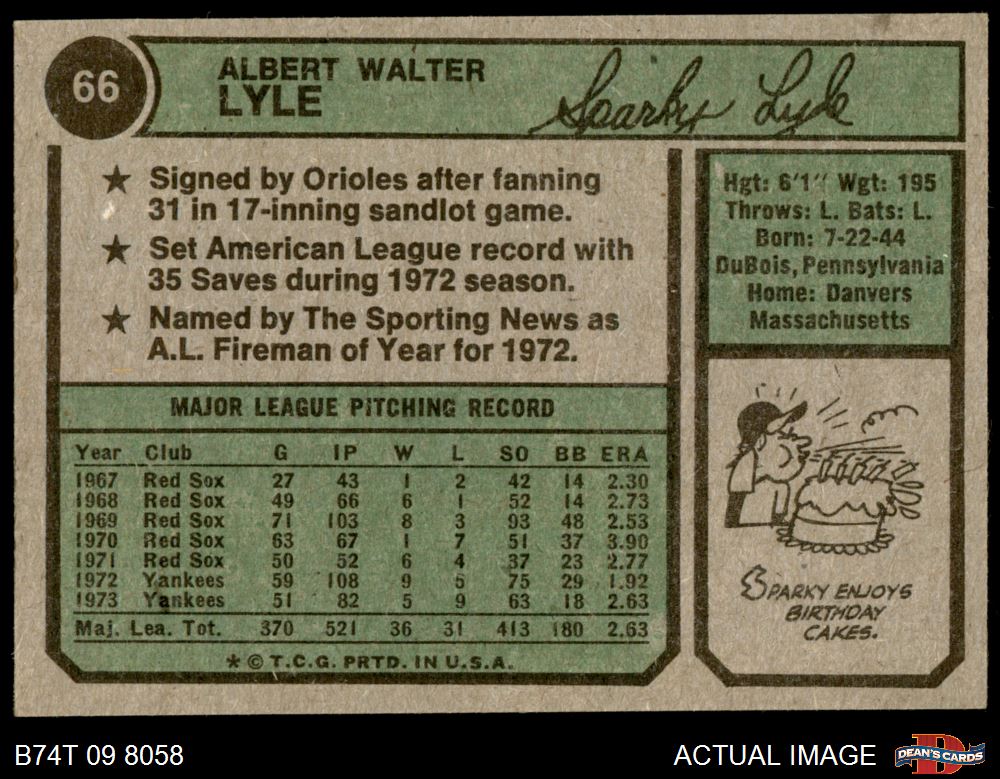 66
ALBERT WALTER
LYLE
Sparky Lyle
★ Signed by Orioles after fanning
31 in 17-inning sandlot game.
★ Set American League record with
35 Saves during 1972 season.
★ Named by The Sporting News as
A.L. Fireman of Year for 1972.
Hgt: 6'1" Wgt: 195
Throws: L. Bats: L.
Born: 7-22-44
DuBois, Pennsylvania
Home: Danvers
Massachusetts
MAJOR LEAGUE PITCHING RECORD
Year Club G IP W L SO BB ERA
1967 Red Sox 27 43 1 2 42 14 2.30
1968 Red Sox 49 66 6 1 52 14 2.73
1969 Red Sox 71 103 8 3 93 48 2.53
1970 Red Sox 63 67 1 7 51 37 3.90
1971 Red Sox 50 52 6 4 37 23 2.77
1972 Yankees 59 108 9 5 75 29 1.92
1973 Yankees 51 82 5 9 63 18 2.63
Maj. Lea. Tot. 370 521 36 31 413 180 2.63
* © T.C.G. PRTD. IN U.S.A.
SPARKY ENJOYS
BIRTHDAY
CAKES.
B74T 09 8058
ACTUAL IMAGE
D
DEAN'S CARDS